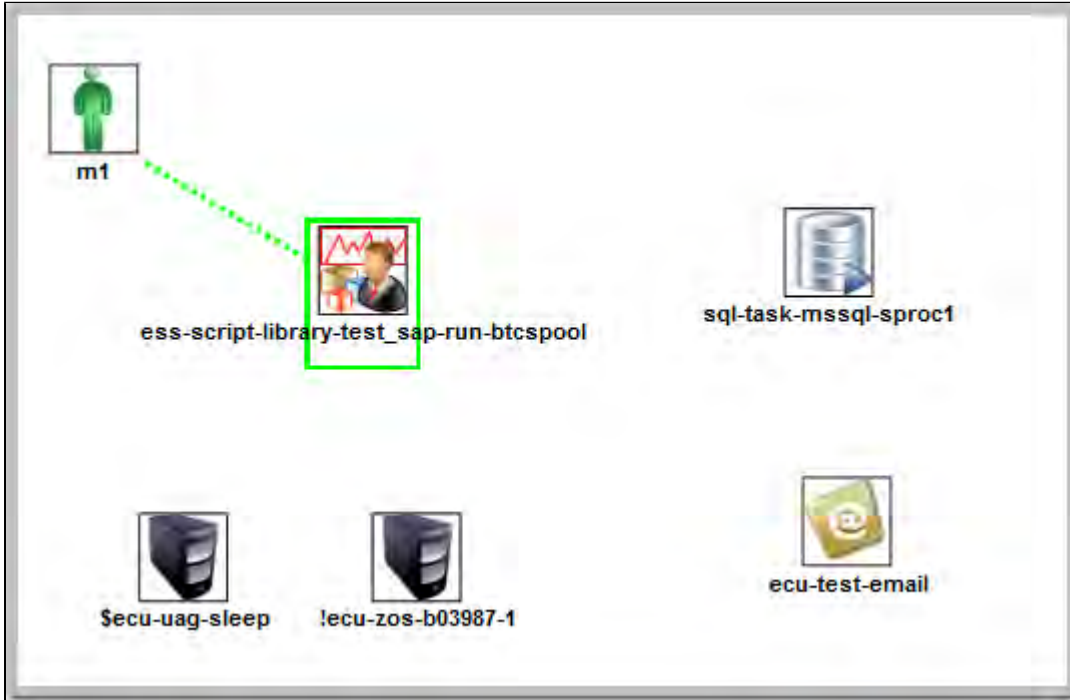 m1
ess-script-library-test_sap-run-btcspool
sql-task-mssql-sproc1
$ecu-uag-sleep
!ecu-zos-b03987-1
ecu-test-email